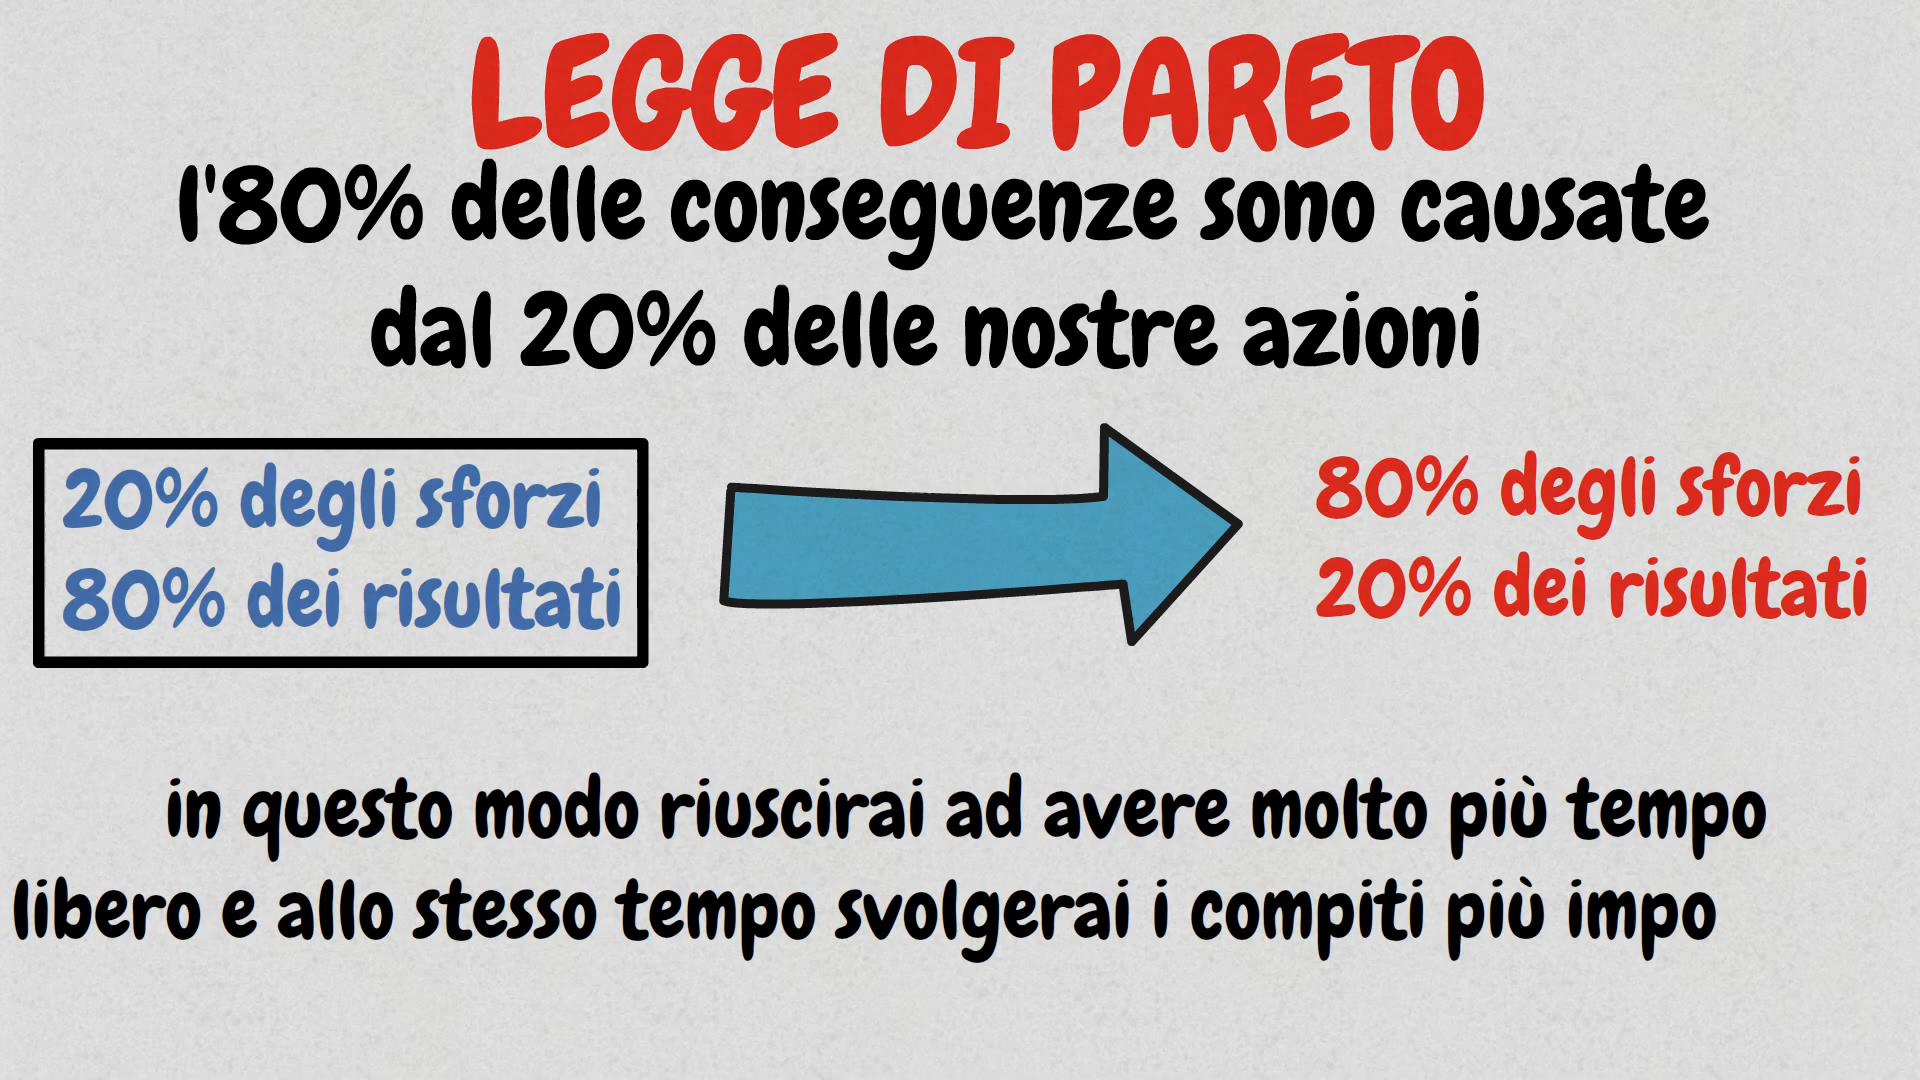 LEGGE DI PARETO
l'80% delle conseguenze sono causate
dal 20% delle nostre azioni
20% degli sforzi
80% dei risultati
80% degli sforzi
20% dei risultati
in questo modo riuscirai ad avere molto più tempo
libero e allo stesso tempo svolgerai i compiti più impo